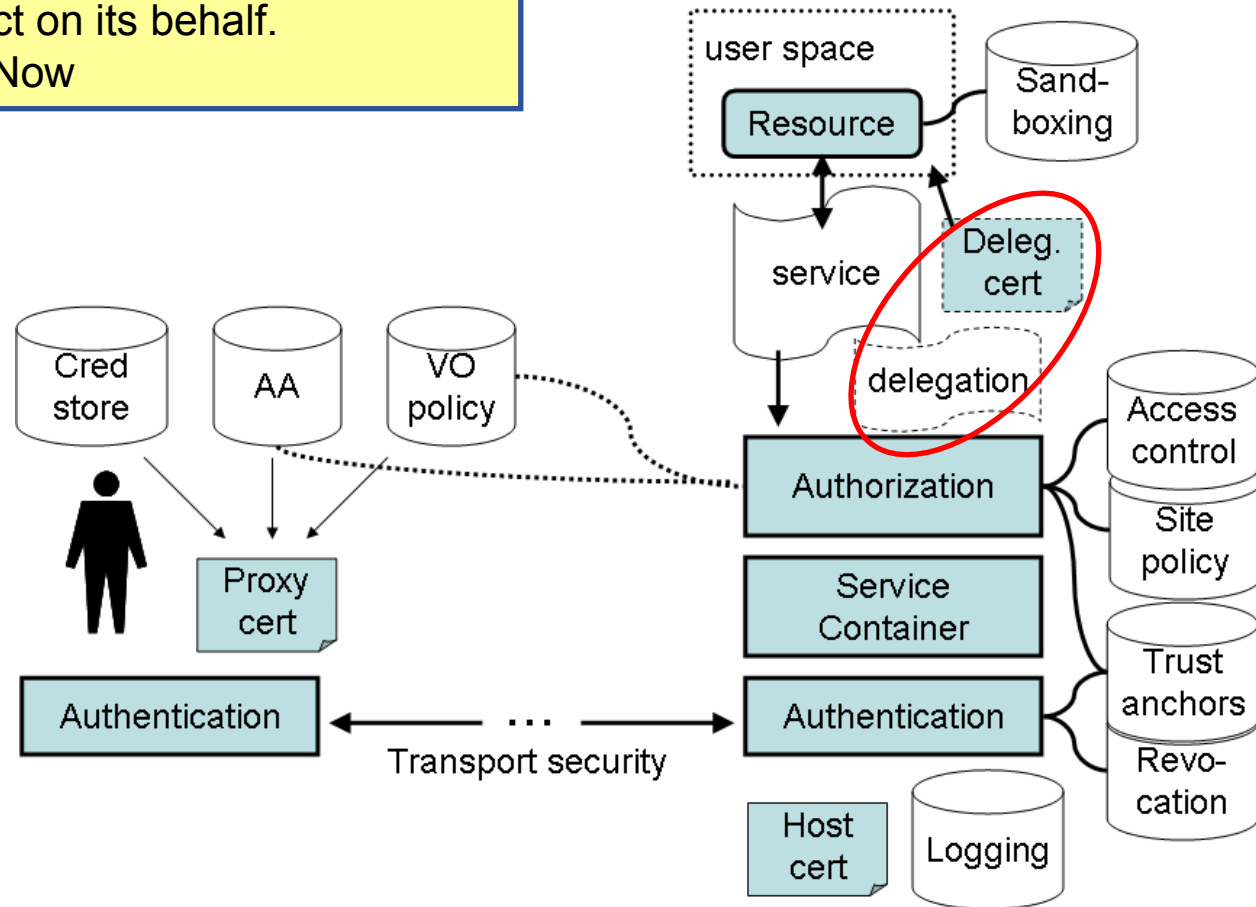 ct on its behalf.
Now
user space
Resource
Sand-
boxing
service
Deleg.
cert
delegation
Cred
store
AA
VO
policy
Proxy
cert
Authorization
Access
control
Site
policy
Service
Container
Trust
anchors
Authentication
...
Transport security
Authentication
Revo-
cation
Host
cert
Logging